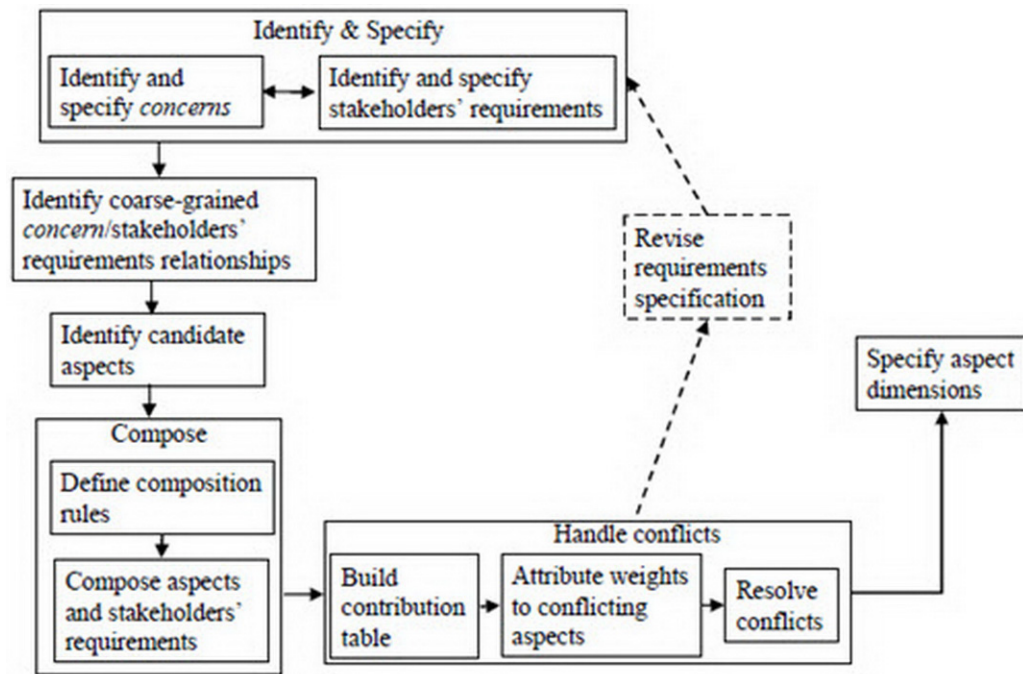 Identify & Specify
Identify and
specify concerns
Identify and specify
stakeholders’ requirements
Identify coarse-grained
concern/stakeholders’
requirements relationships
Revise
requirements
specification
Identify candidate
aspects
Specify aspect
dimensions
Compose
Define composition
rules
Compose aspects
and stakeholders’
requirements
Handle conflicts
Build
contribution
table
Attribute weights
to conflicting
aspects
Resolve
conflicts